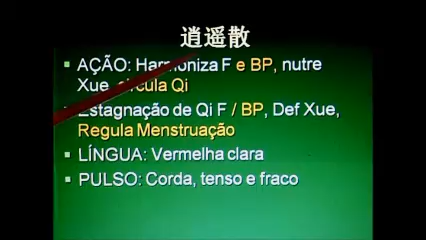 逍遥散
AÇÃO: Harmoniza F e BP, nutre
Xue, circula Qi
Estagnação de Qi F / BP, Def Xue,
Regula Menstruação
LÍNGUA: Vermelha clara
PULSO: Corda, tenso e fraco